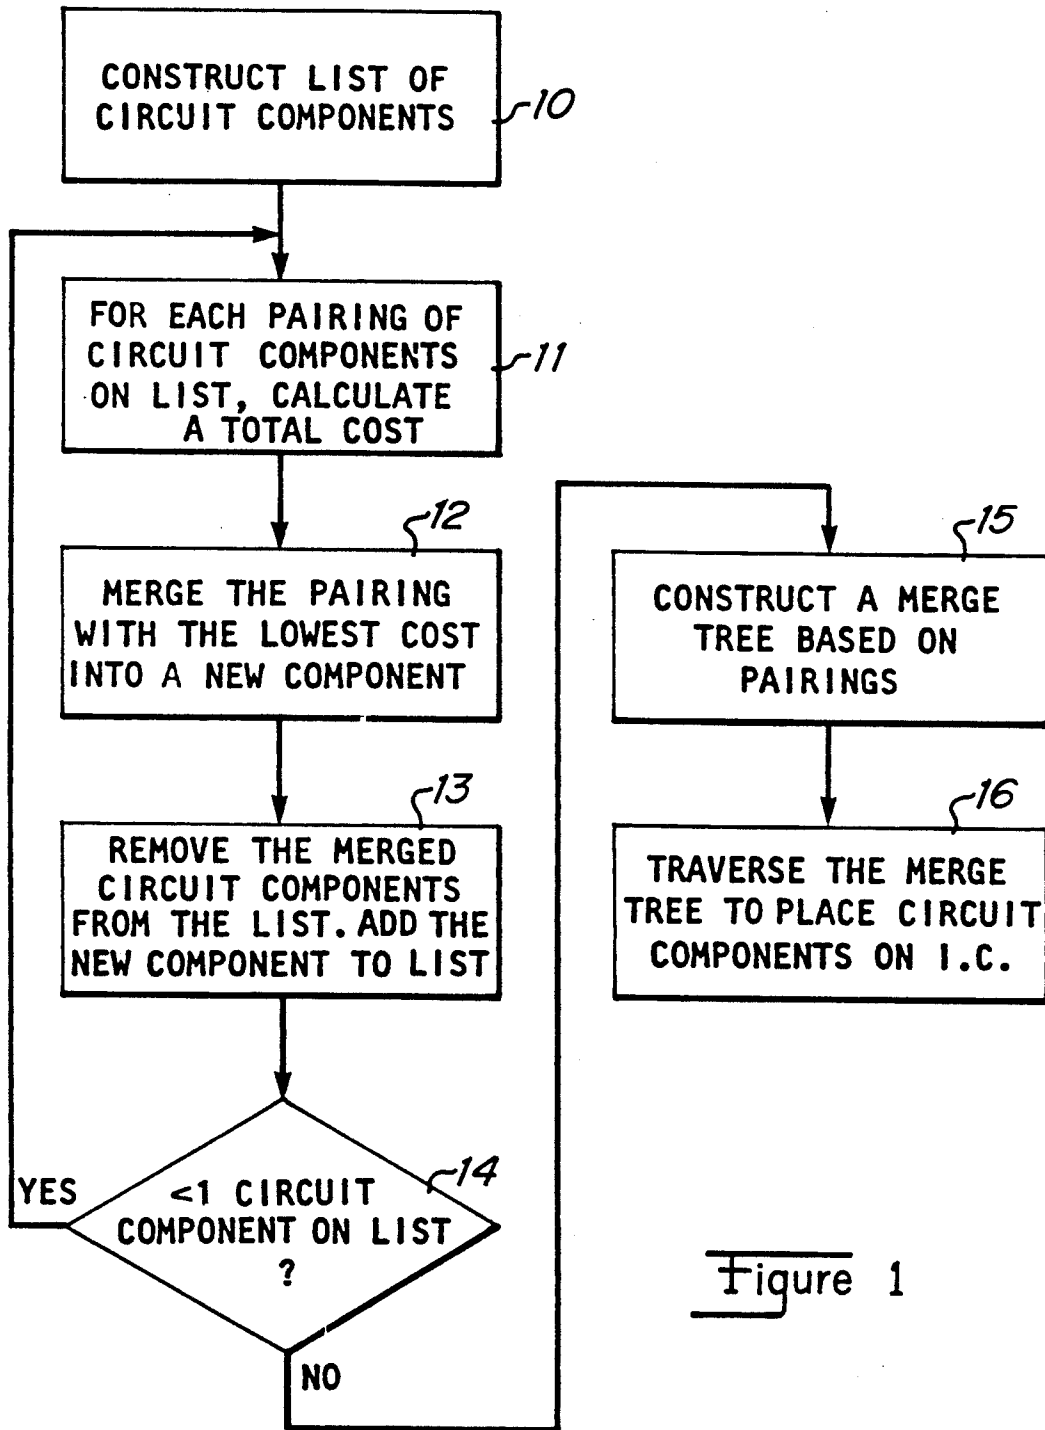 CONSTRUCT LIST OF
CIRCUIT COMPONENTS
10
FOR EACH PAIRING OF
CIRCUIT COMPONENTS
ON LIST, CALCULATE
A TOTAL COST
11
12
MERGE THE PAIRING
WITH THE LOWEST COST
INTO A NEW COMPONENT
13
REMOVE THE MERGED
CIRCUIT COMPONENTS
FROM THE LIST. ADD THE
NEW COMPONENT TO LIST
14
YES
<1 CIRCUIT
COMPONENT ON LIST
?
NO
15
CONSTRUCT A MERGE
TREE BASED ON
PAIRINGS
16
TRAVERSE THE MERGE
TREE TO PLACE CIRCUIT
COMPONENTS ON I.C.
Figure 1